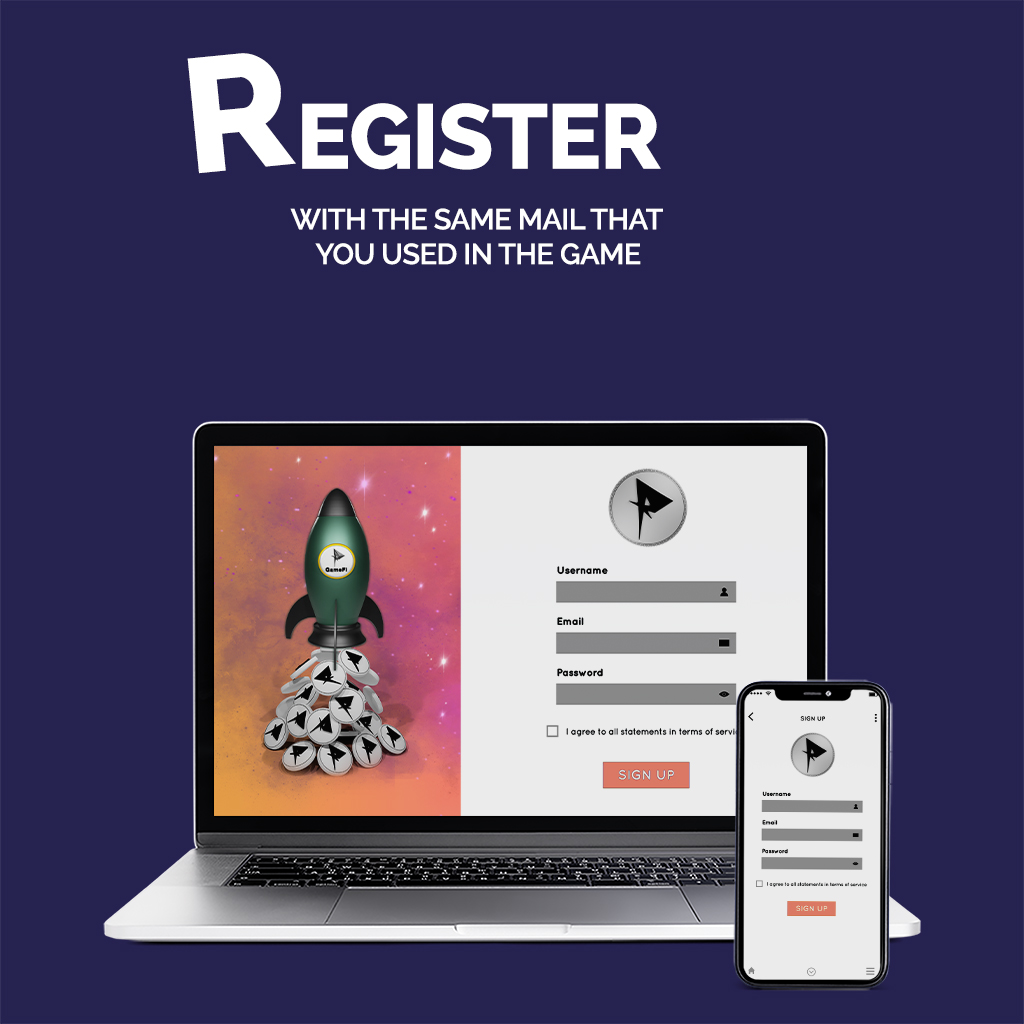 REGISTER
WITH THE SAME MAIL THAT
YOU USED IN THE GAME
GameFi
Username
Email
Password
I agree to all statements in terms of servic
SIGN UP
SIGN UP
Username
Email
Password
I agree to all statements in terms of service
SIGN UP